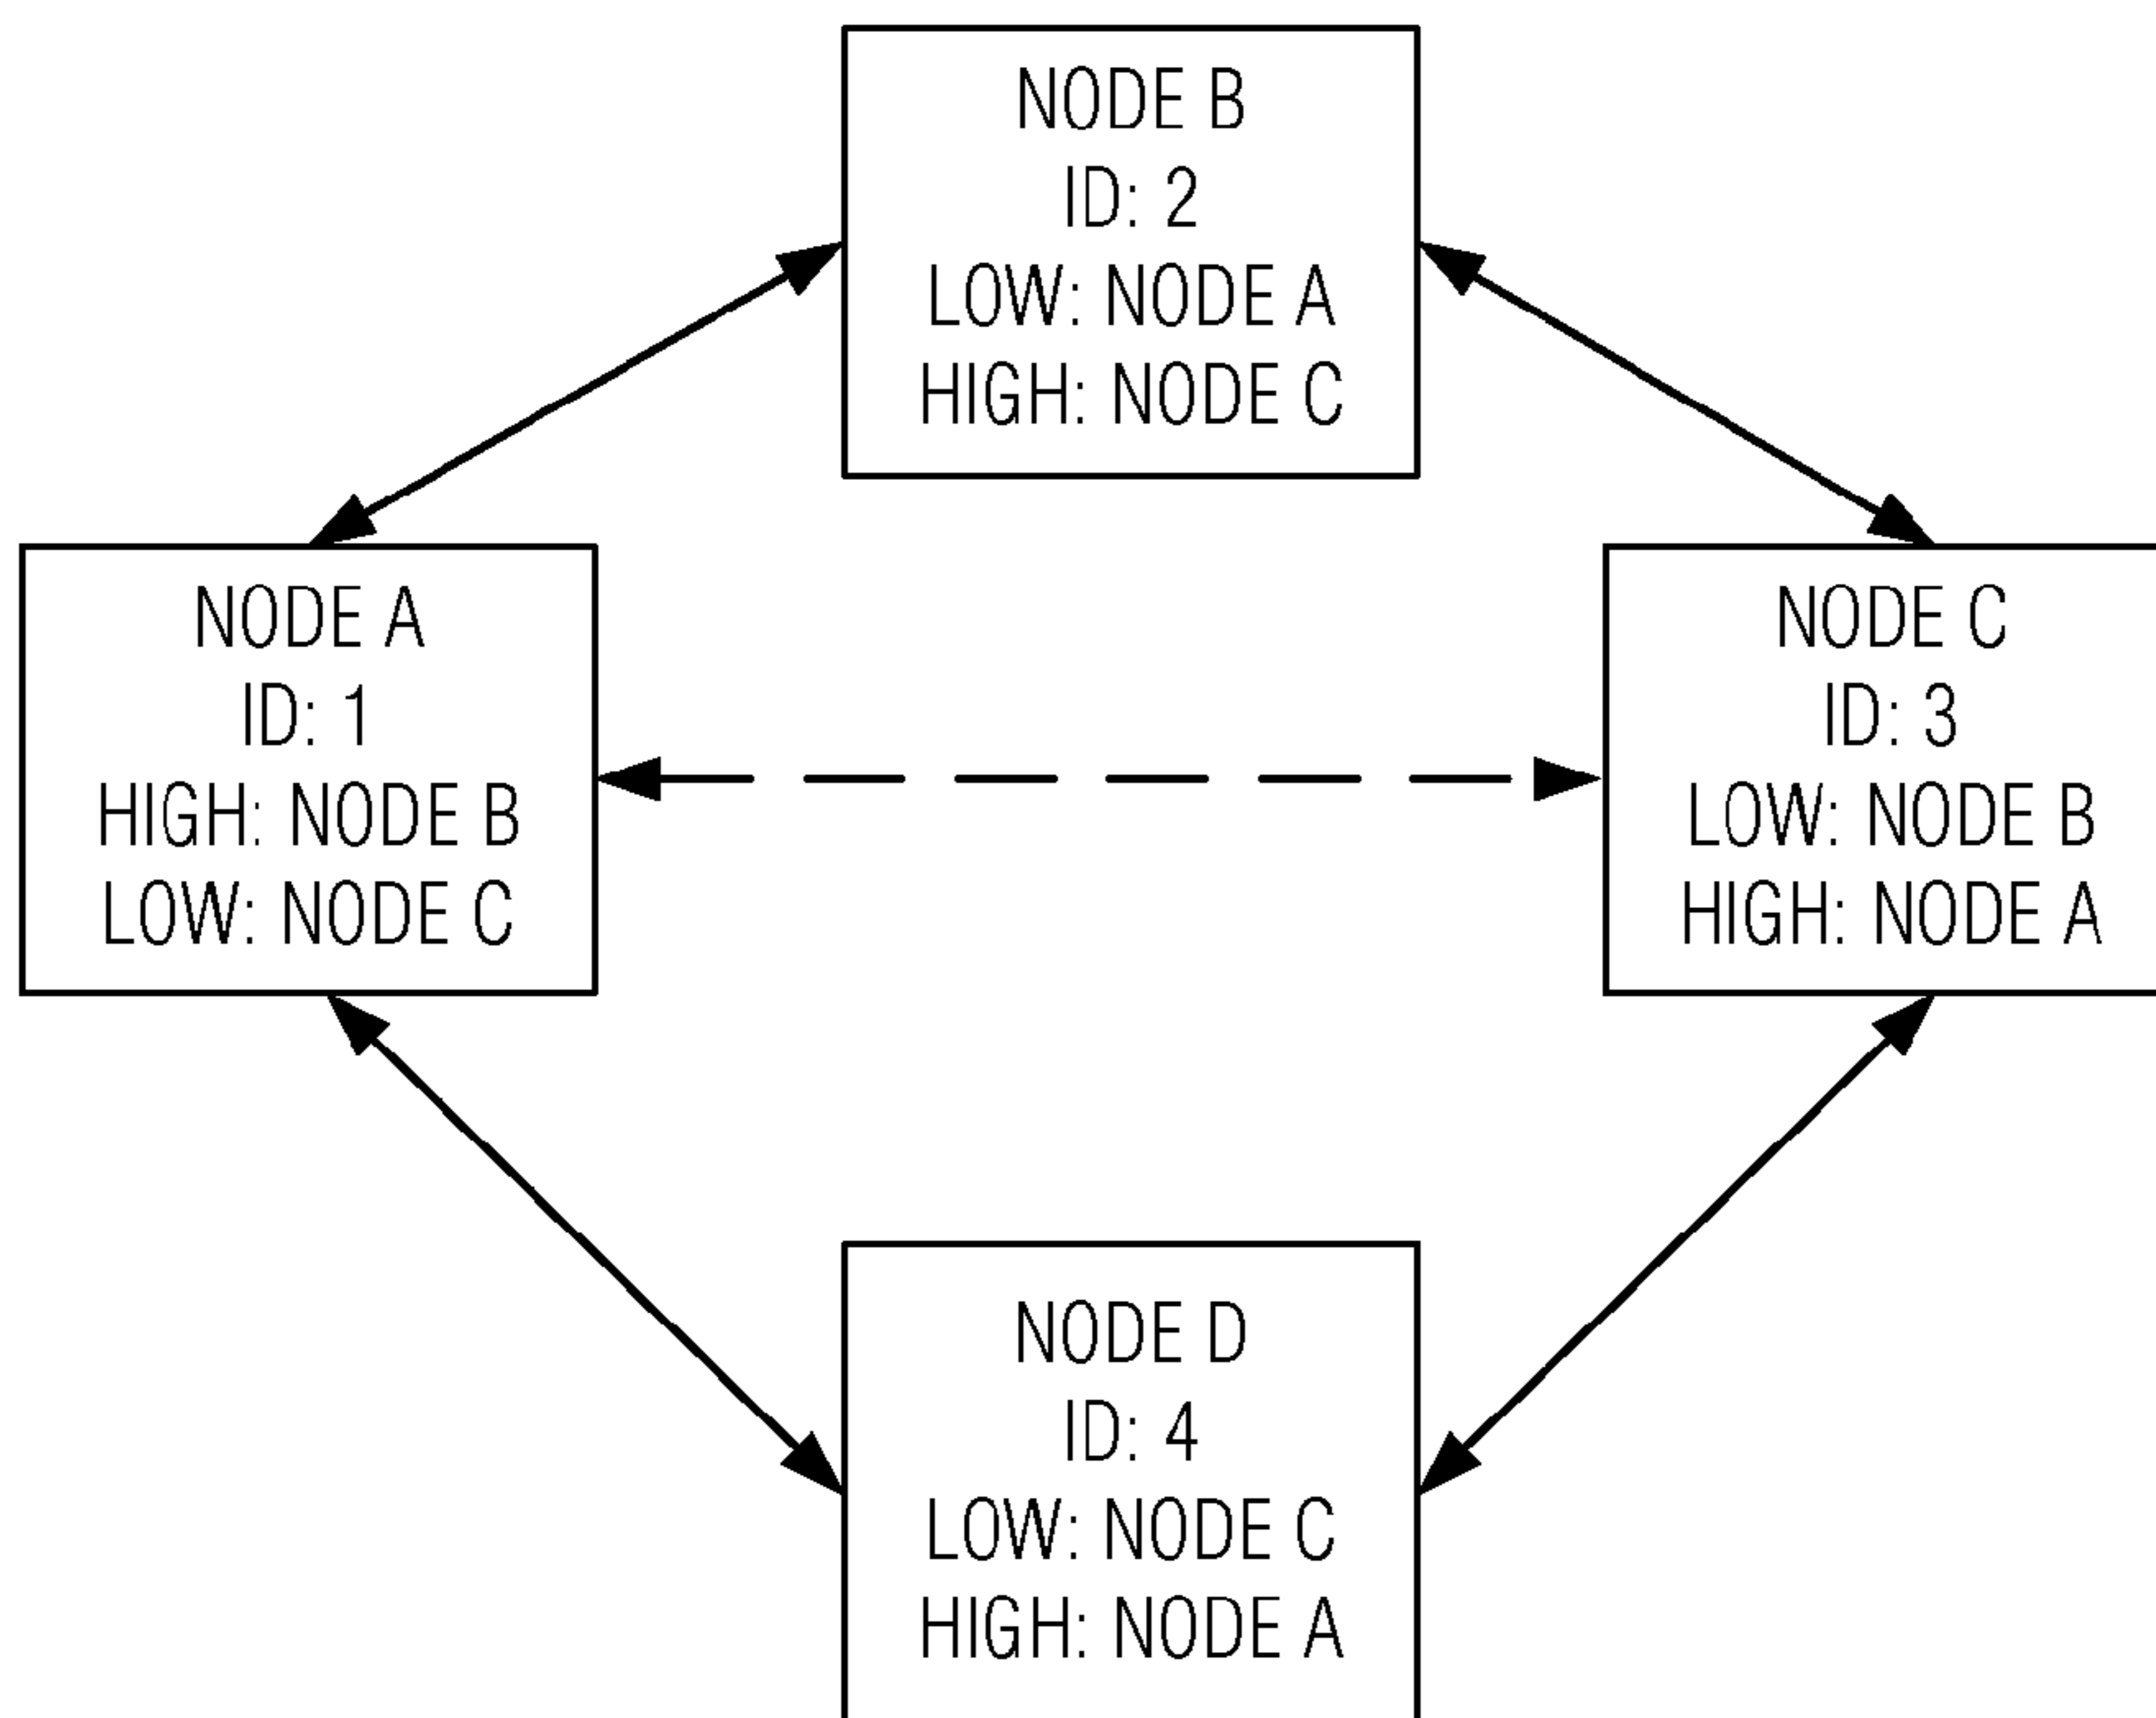 NODE B
ID: 2
LOW: NODE A
HIGH: NODE C
NODE A
ID: 1
HIGH: NODE B
LOW: NODE C
NODE C
ID: 3
LOW: NODE B
HIGH: NODE A
NODE D
ID: 4
LOW: NODE C
HIGH: NODE A